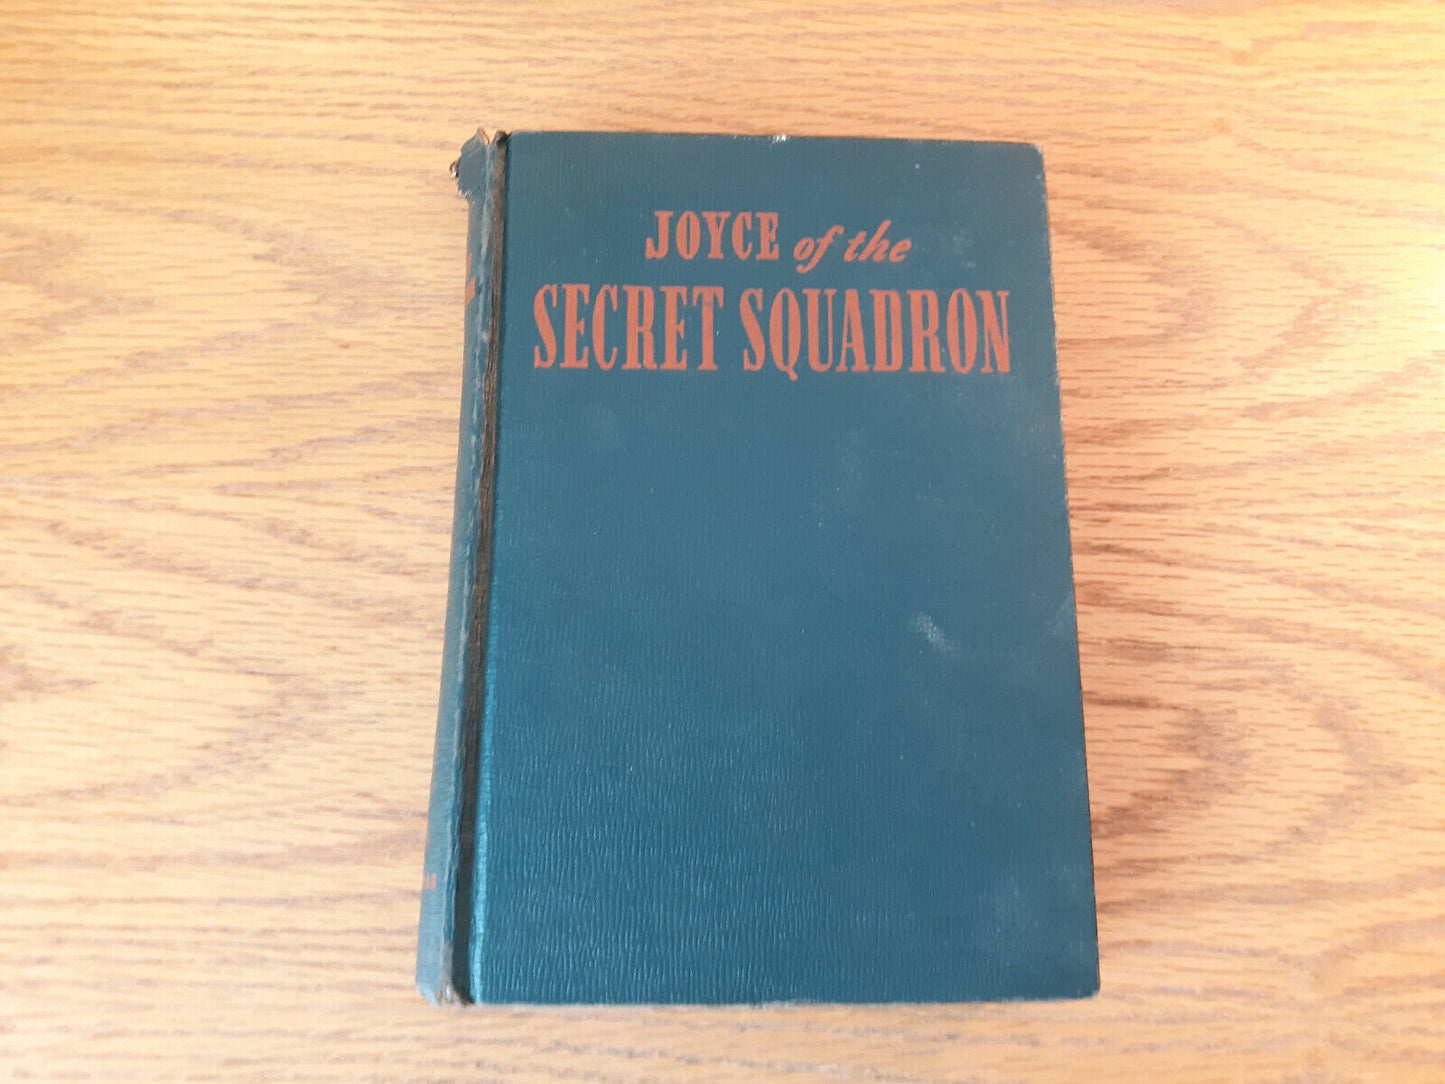 JOYCE of the
SECRET SQUADRON